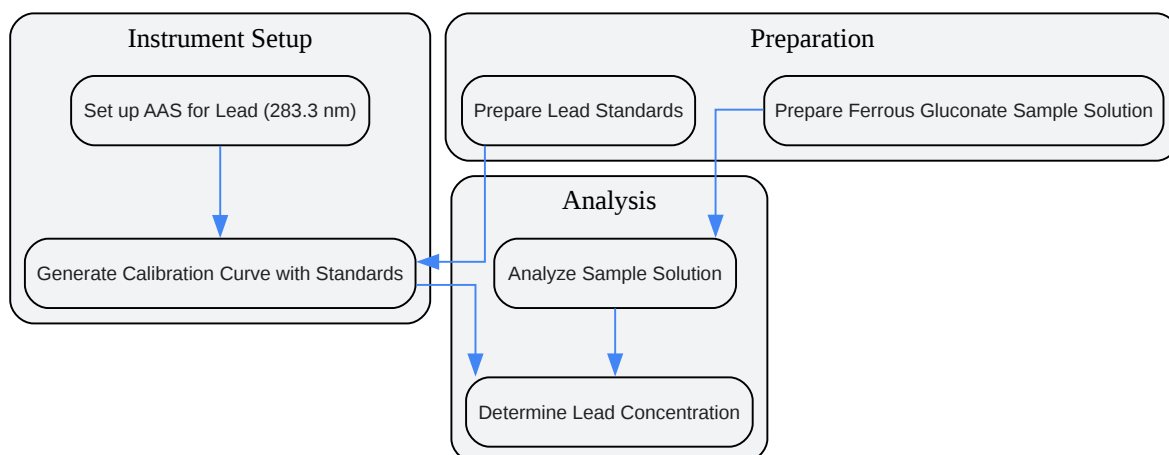 Instrument Setup
Preparation
Set up AAS for Lead (283.3 nm)
Prepare Lead Standards
Prepare Ferrous Gluconate Sample Solution
Analysis
Generate Calibration Curve with Standards
Analyze Sample Solution
Determine Lead Concentration